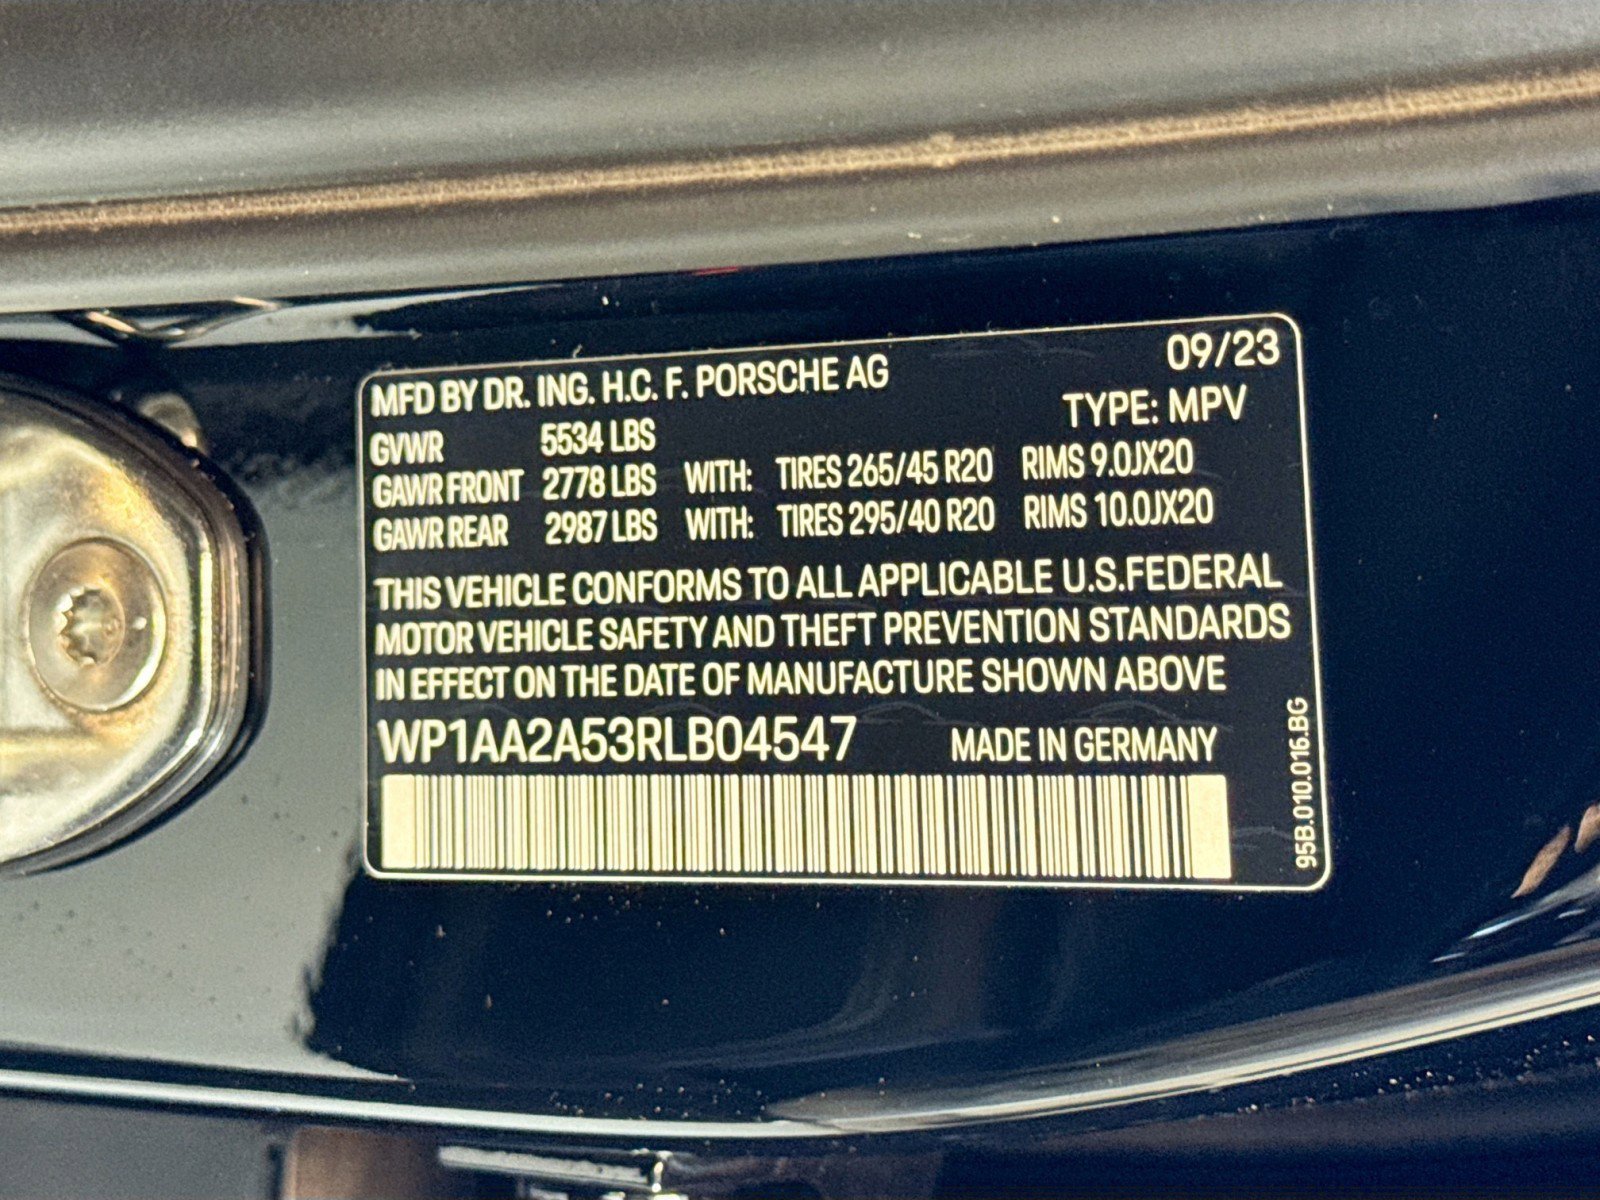 MFD BY DR. ING. H.C. F. PORSCHE AG 09/23
GVWR 5534 LBS TYPE: MPV
GAWR FRONT 2778 LBS WITH: TIRES 265/45 R20 RIMS 9.0JX20
GAWR REAR 2987 LBS WITH: TIRES 295/40 R20 RIMS 10.0JX20
THIS VEHICLE CONFORMS TO ALL APPLICABLE U.S.FEDERAL
MOTOR VEHICLE SAFETY AND THEFT PREVENTION STANDARDS
IN EFFECT ON THE DATE OF MANUFACTURE SHOWN ABOVE
WP1AA2A53RLB04547 MADE IN GERMANY
95B.010.016.BG